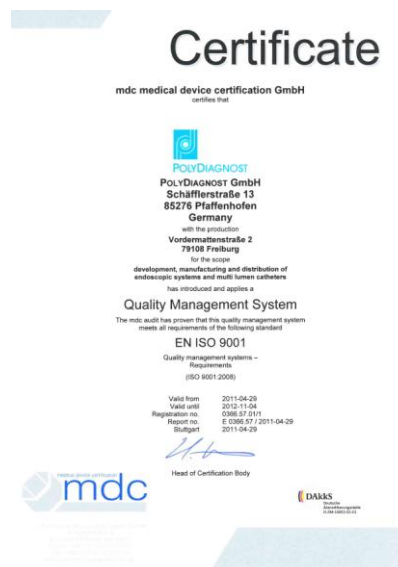 Certificate
mdc medical device certification GmbH
certifies that
POLYDIAGNOST
POLYDIAGNOST GmbH
Schäfflerstraße 13
85276 Pfaffenhofen
Germany
with the production
Vordermattenstraße 2
79108 Freiburg
for the scope
development, manufacturing and distribution of
endoscopic systems and multi lumen catheters
has introduced and applies a
Quality Management System
The mdc audit has proven that this quality management system
meets all requirements of the following standard
EN ISO 9001
Quality management systems –
Requirements
(ISO 9001:2008)
Valid from 2011-04-29
Valid until 2012-11-04
Registration no. 0366.57.01/1
Report no. E 0366.57 / 2011-04-29
Stuttgart 2011-04-29
Head of Certification Body
medical device certification
mdc
DAkkS
Deutsche
Akkreditierungsstelle